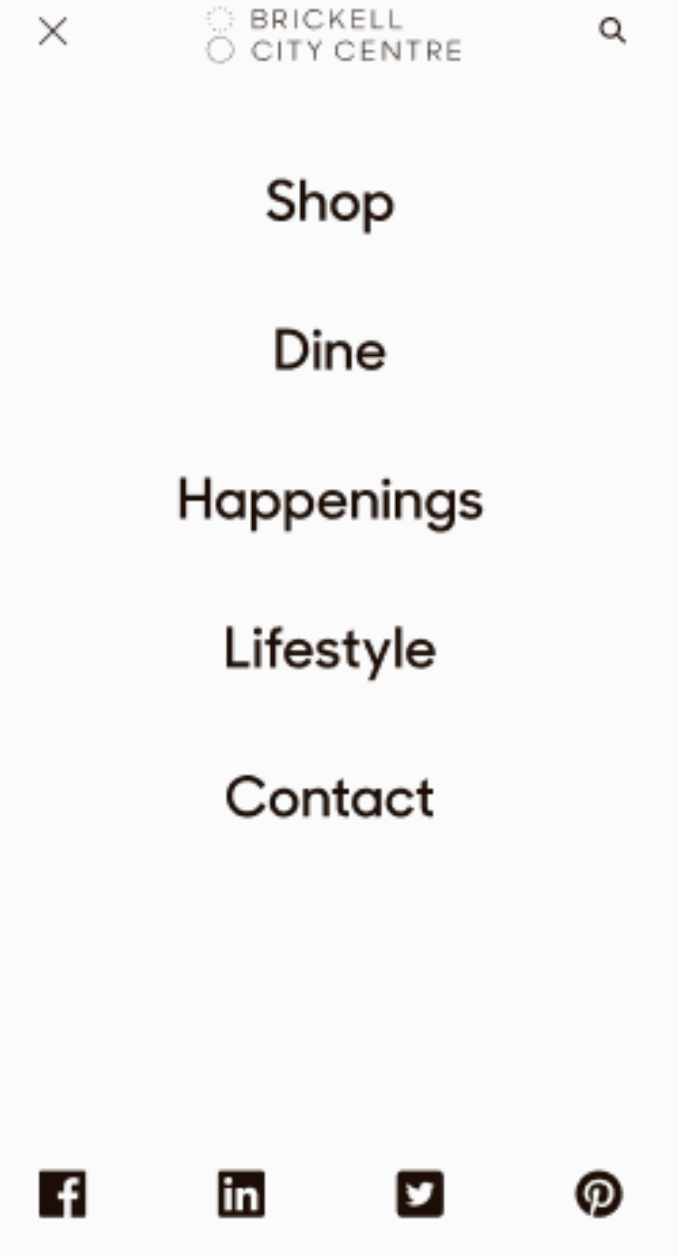 BRICKELL
CITY CENTRE
Shop
Dine
Happenings
Lifestyle
Contact